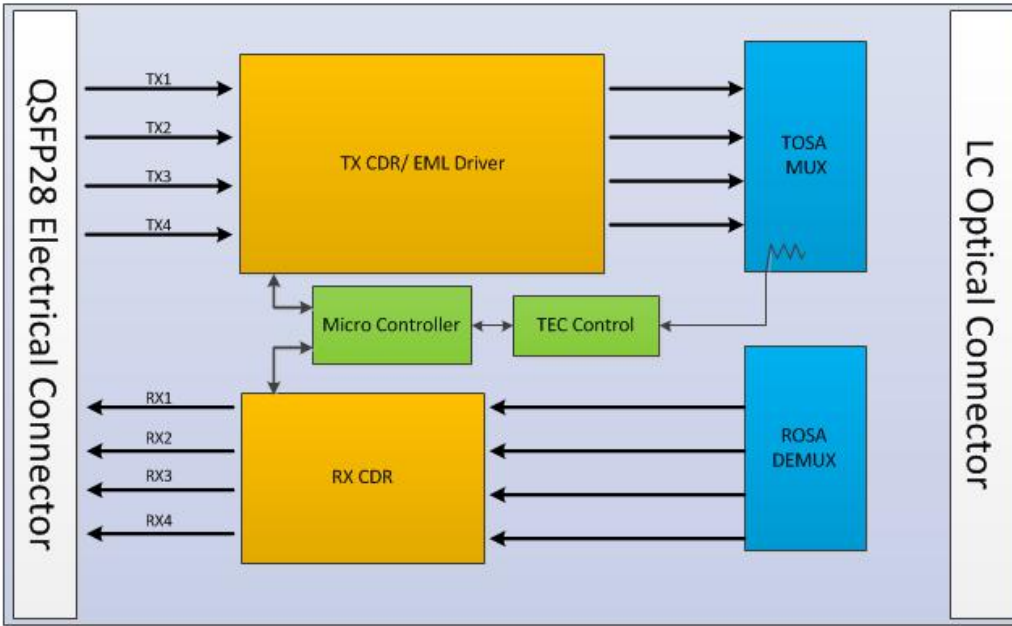 QSFP28 Electrical Connector
TX1
TX2
TX3
TX4
TX CDR/ EML Driver
TOSA
MUX
LC Optical Connector
Micro Controller
TEC Control
RX1
RX2
RX3
RX4
RX CDR
ROSA
DEMUX